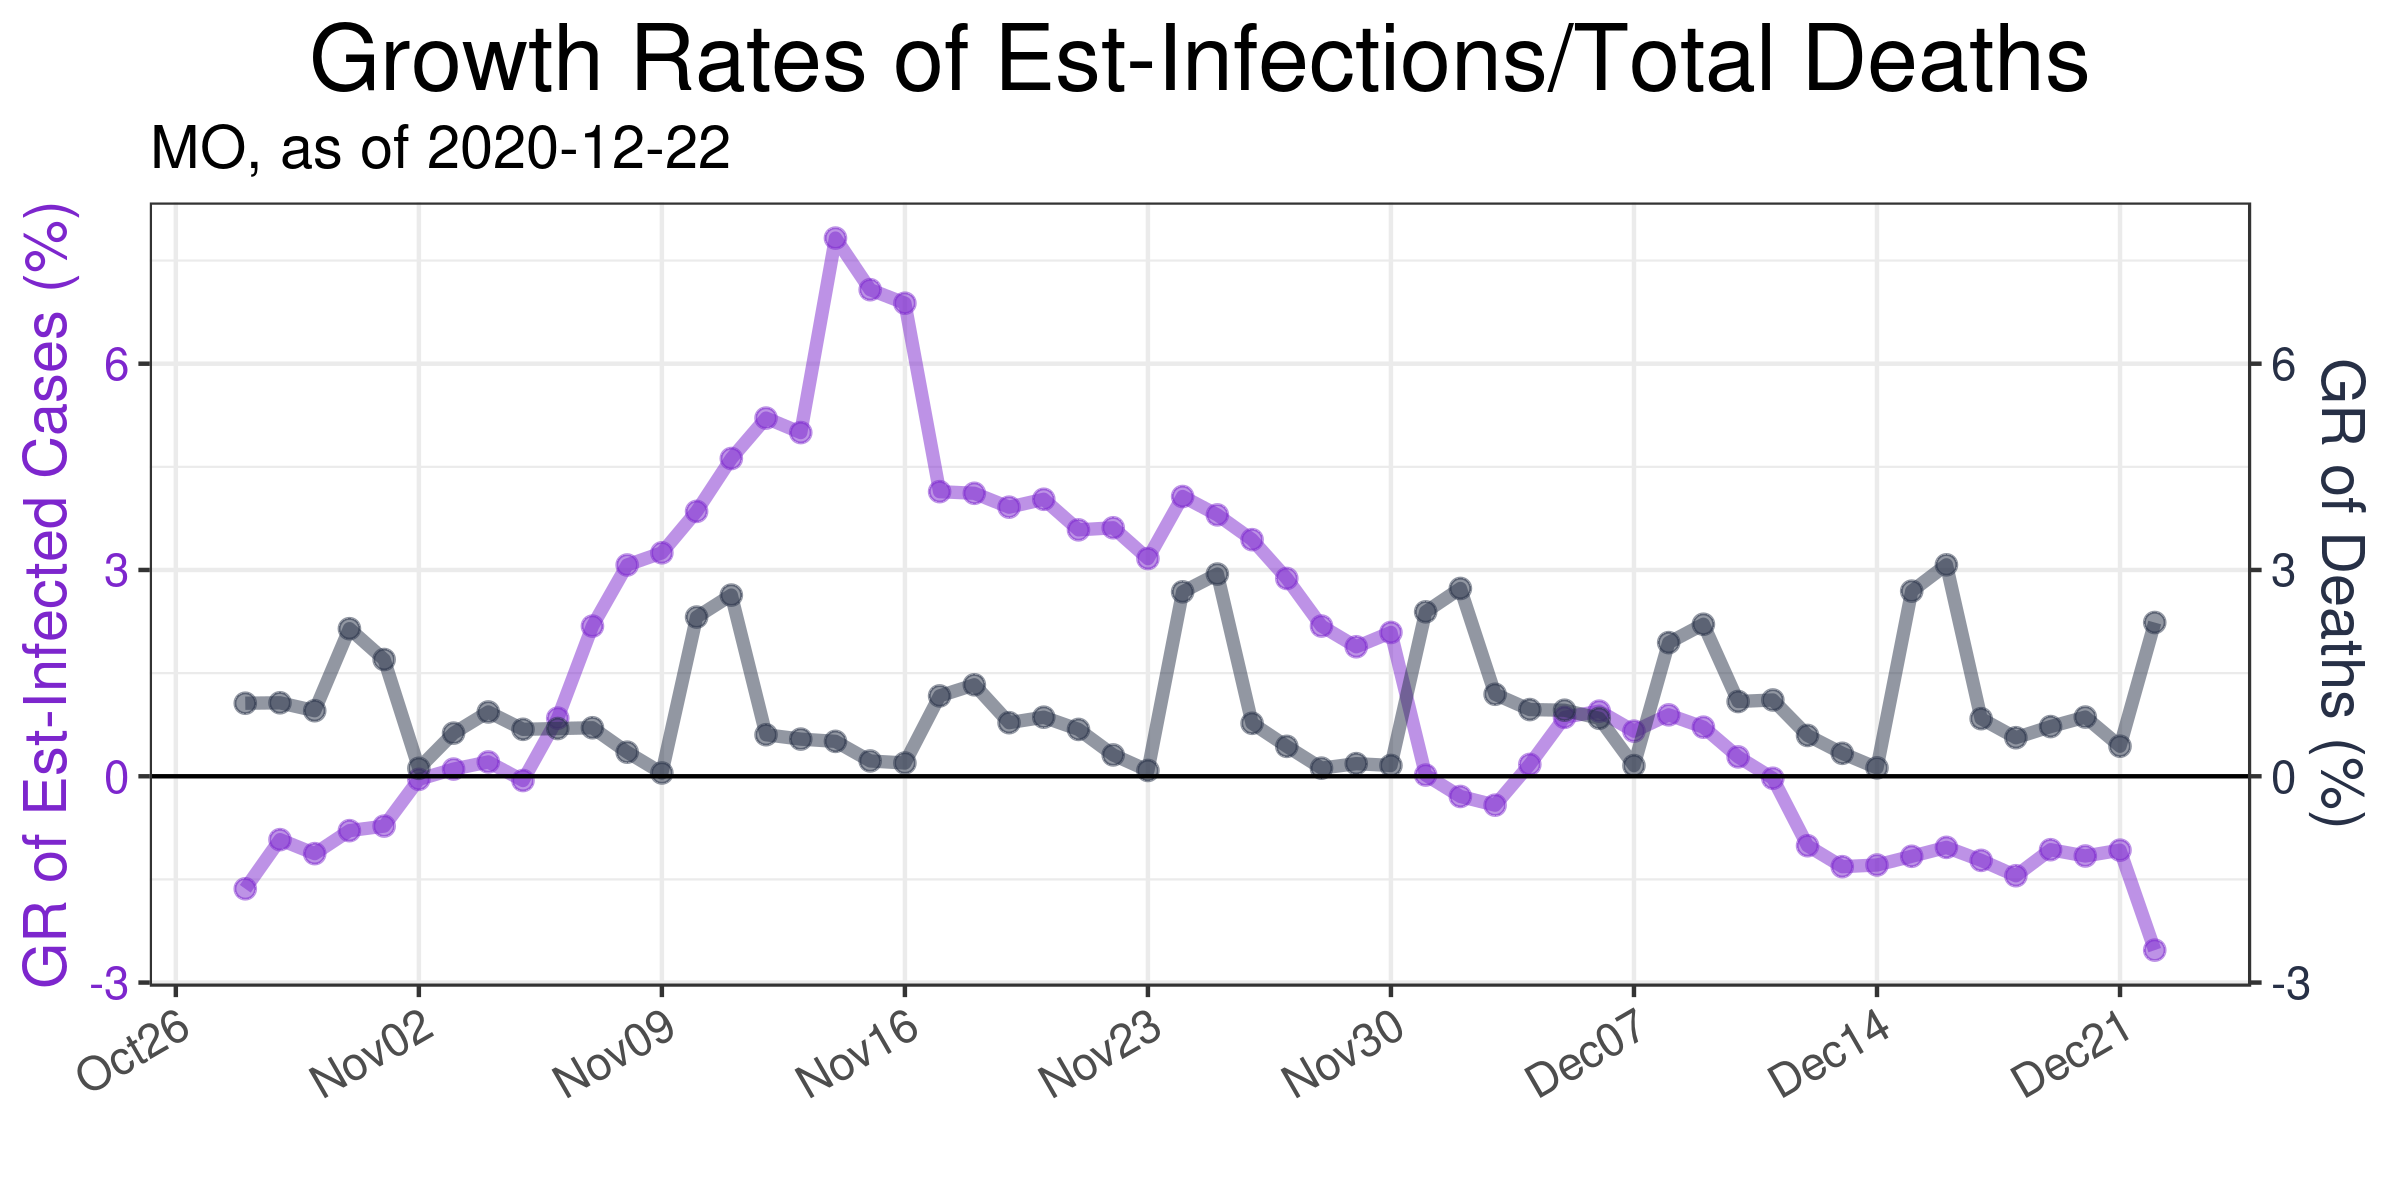 Growth Rates of Est-Infections/Total Deaths
MO, as of 2020-12-22
GR of Est-Infected Cases (%)
6
3
0
-3
6
3
0
-3
GR of Deaths (%)
Oct26
Nov02
Nov09
Nov16
Nov23
Nov30
Dec07
Dec14
Dec21